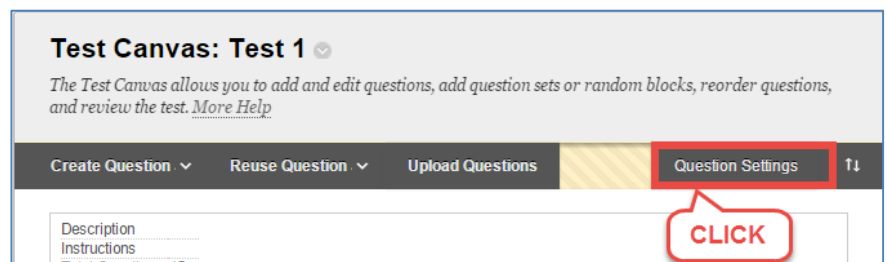 Test Canvas: Test 1
The Test Canvas allows you to add and edit questions, add question sets or random blocks, reorder questions,
and review the test. More Help
Create Question Reuse Question Upload Questions Question Settings
CLICK
Description
Instructions